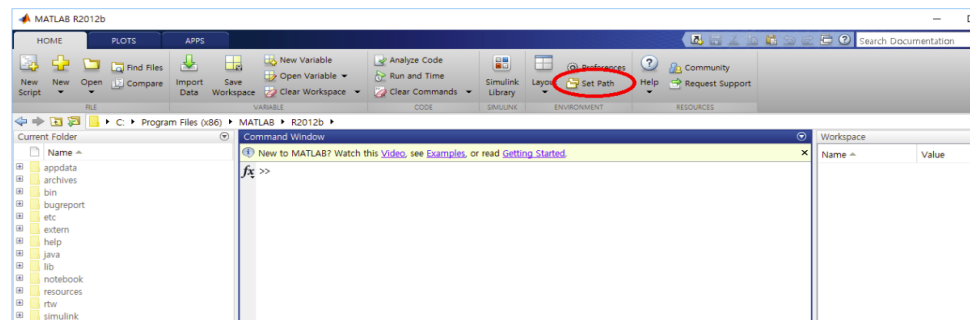 MATLAB R2012b
HOME PLOTS APPS
Search Documentation
New Script
New
Open
Find Files
Compare
Import Data
Save Workspace
New Variable
Open Variable
Clear Workspace
Analyze Code
Run and Time
Clear Commands
Simulink Library
Layout
Preferences
Set Path
Help
Community
Request Support
FILE VARIABLE CODE SIMULINK ENVIRONMENT RESOURCES
C: Program Files (x86) MATLAB R2012b
Current Folder
Name
appdata
archives
bin
bugreport
etc
extern
help
java
lib
notebook
resources
rtw
simulink
Command Window
New to MATLAB? Watch this Video, see Examples, or read Getting Started.
fx >>
Workspace
Name Value